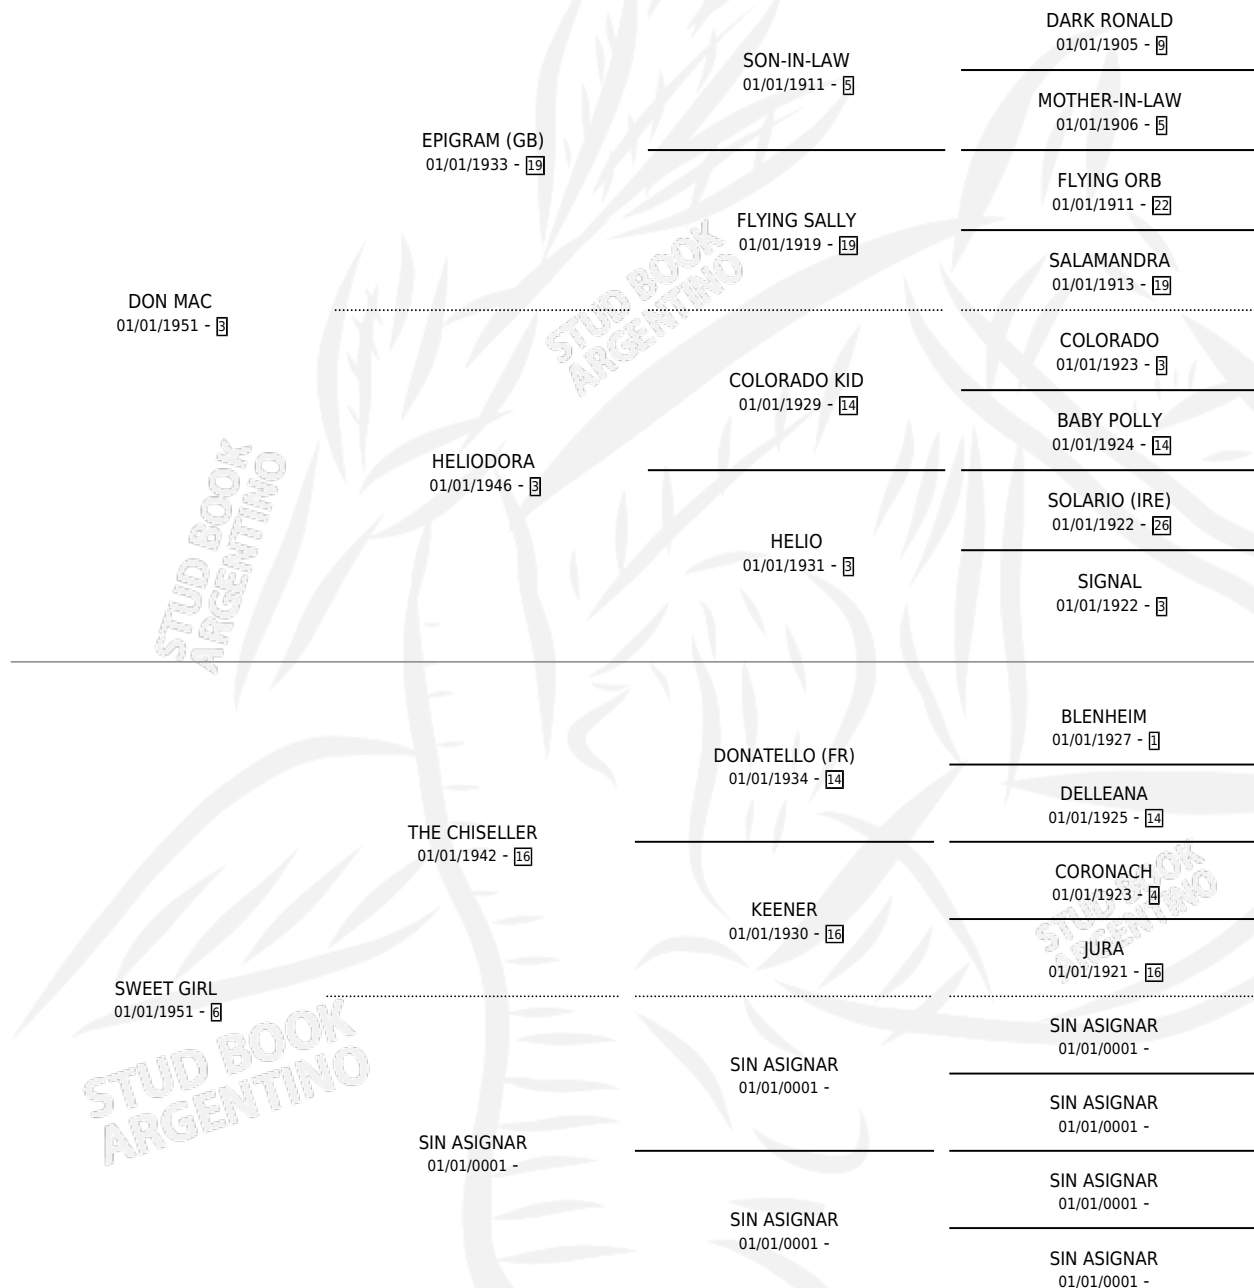 DARK RONALD
01/01/1905 - 9
SON-IN-LAW
01/01/1911 - 5
MOTHER-IN-LAW
01/01/1906 - 5
EPIGRAM (GB)
01/01/1933 - 19
FLYING ORB
01/01/1911 - 22
FLYING SALLY
01/01/1919 - 19
SALAMANDRA
01/01/1913 - 19
DON MAC
01/01/1951 - 3
COLORADO
01/01/1923 - 3
COLORADO KID
01/01/1929 - 14
BABY POLLY
01/01/1924 - 14
HELIODORA
01/01/1946 - 3
SOLARIO (IRE)
01/01/1922 - 26
HELIO
01/01/1931 - 3
SIGNAL
01/01/1922 - 3
BLENHEIM
01/01/1927 - 1
DONATELLO (FR)
01/01/1934 - 14
DELLEANA
01/01/1925 - 14
THE CHISELLER
01/01/1942 - 16
CORONACH
01/01/1923 - 4
KEENER
01/01/1930 - 16
JURA
01/01/1921 - 16
SWEET GIRL
01/01/1951 - 6
SIN ASIGNAR
01/01/0001 -
SIN ASIGNAR
01/01/0001 -
SIN ASIGNAR
01/01/0001 -
SIN ASIGNAR
01/01/0001 -
SIN ASIGNAR
01/01/0001 -
SIN ASIGNAR
01/01/0001 -
SIN ASIGNAR
01/01/0001 -
STUD BOOK
ARGENTINO
STUD BOOK
ARGENTINO
STUD BOOK
ARGENTINO
STUD BOOK
ARGENTINO